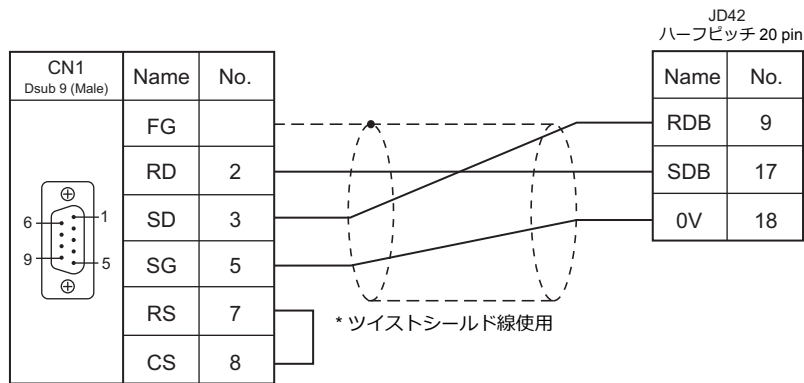 JD42
ハーフピッチ 20 pin
CN1
Dsub 9 (Male)
Name No.
FG
RD 2
SD 3
SG 5
RS 7
CS 8
6 1
9 5
Name No.
RDB 9
SDB 17
0V 18
* ツイストシールド線使用